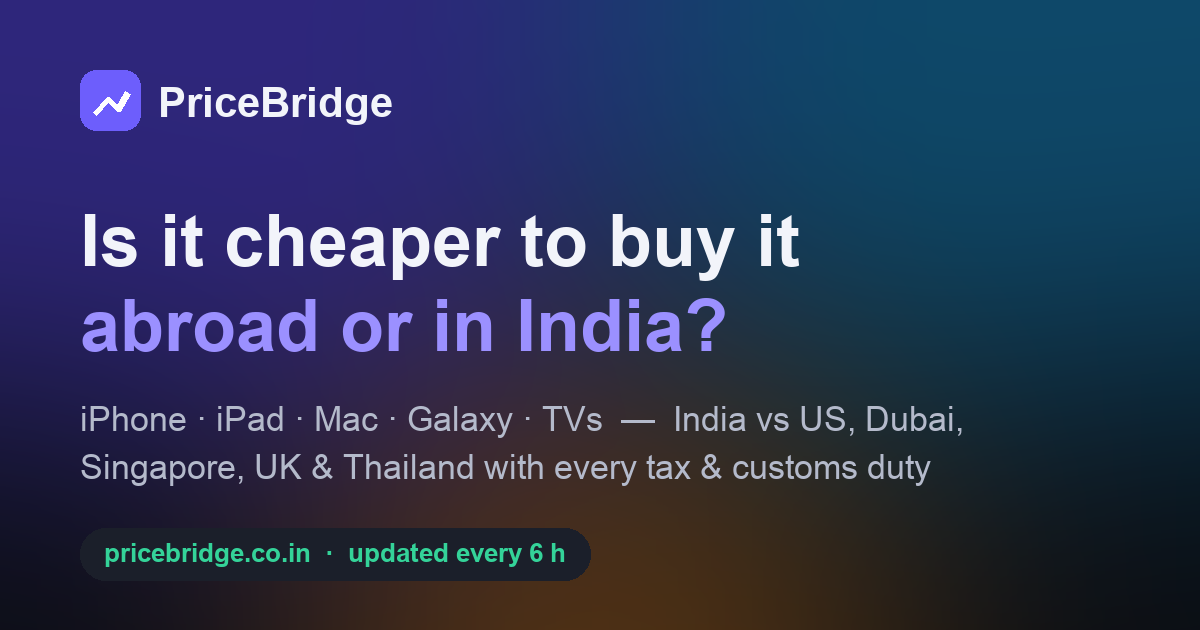 PriceBridge
Is it cheaper to buy it
abroad or in India?
iPhone · iPad · Mac · Galaxy · TVs — India vs US, Dubai,
Singapore, UK & Thailand with every tax & customs duty
pricebridge.co.in · updated every 6 h